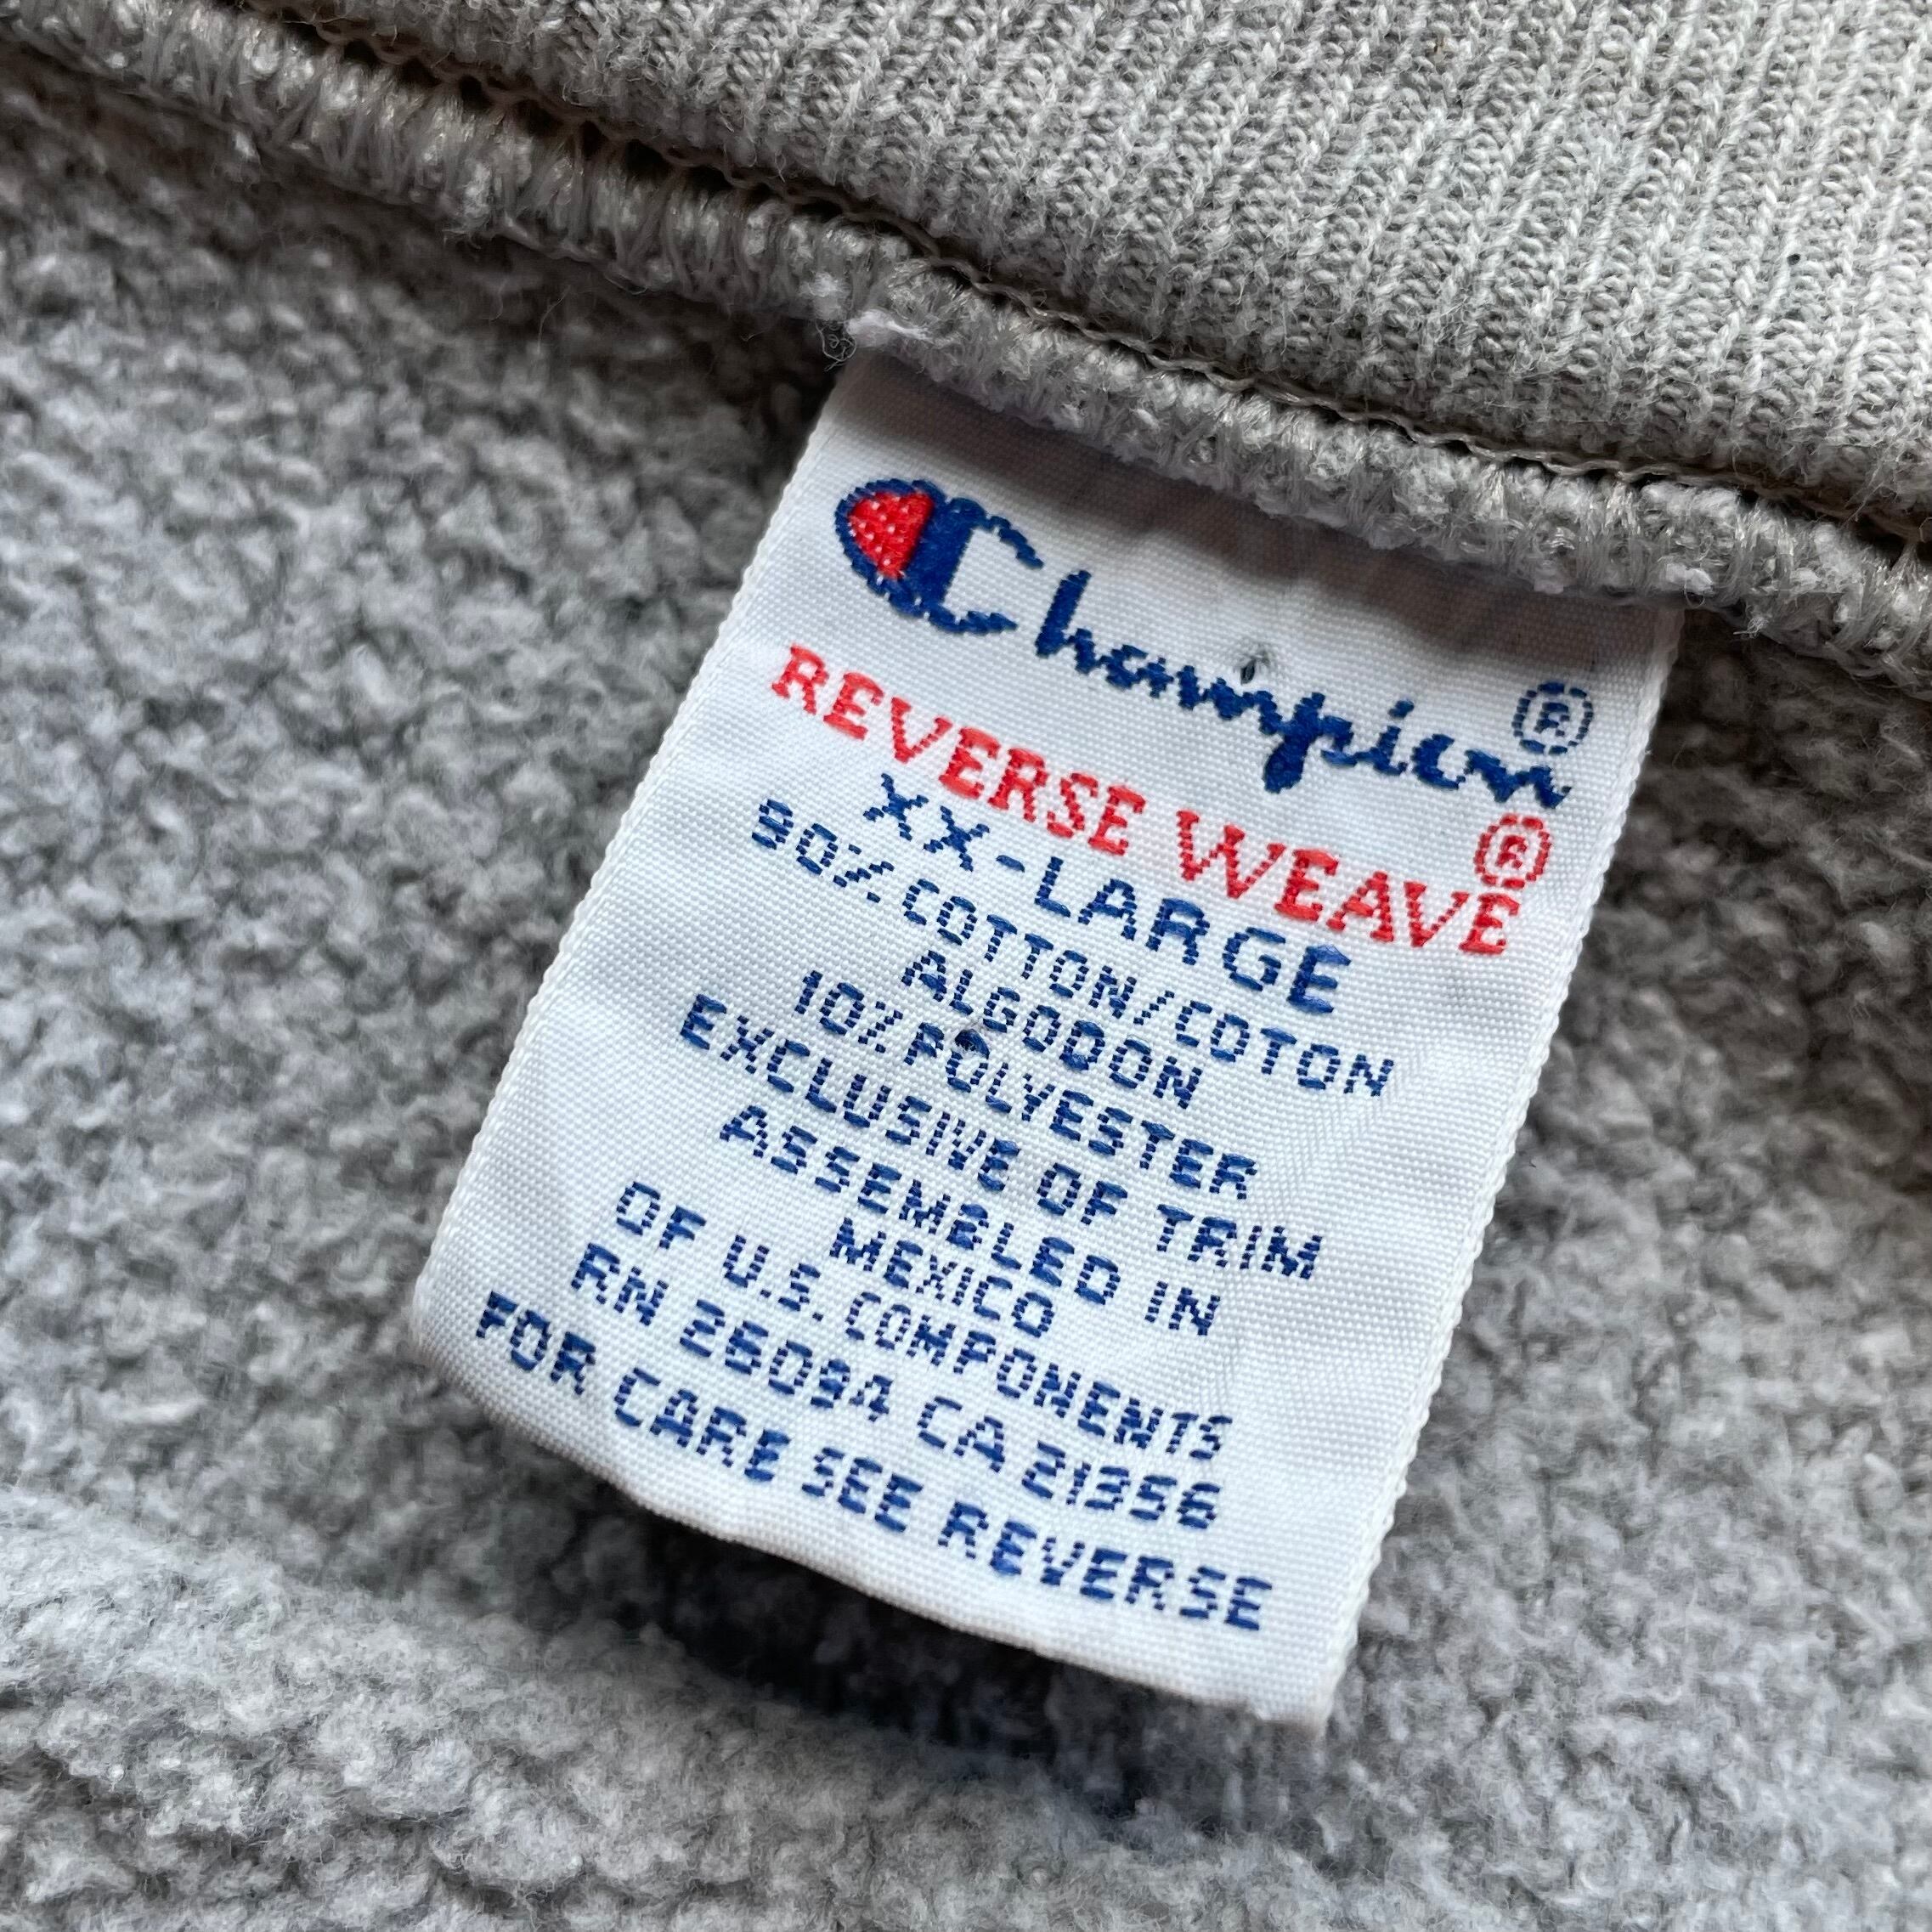 Champion®
REVERSE WEAVE®
XX-LARGE
90% COTTON/COTON
ALGODON
10% POLYESTER
EXCLUSIVE OF TRIM
ASSEMBLED IN
MEXICO
OF U.S. COMPONENTS
RN 26094 CA 21356
FOR CARE SEE REVERSE